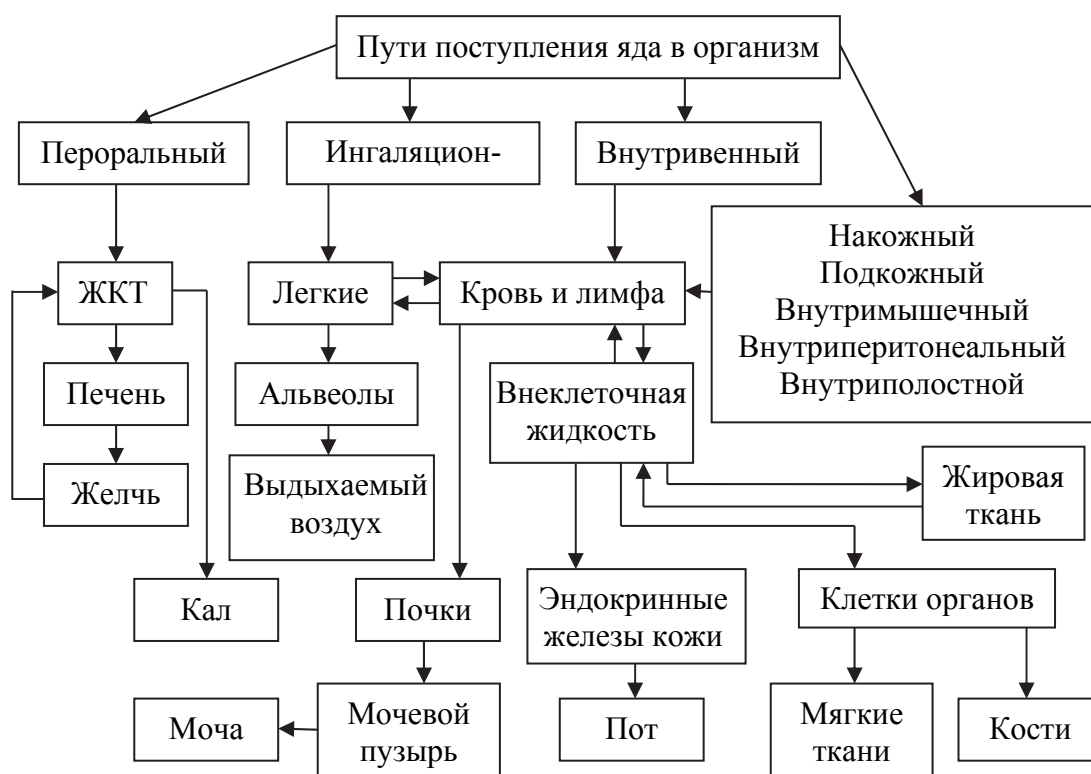 Пути поступления яда в организм
Пероральный
Ингаляцион-
Внутривенный
Накожный
Подкожный
Внутримышечный
Внутриперитонеальный
Внутриполостной
ЖКТ
Легкие
Кровь и лимфа
Печень
Альвеолы
Внеклеточная
жидкость
Желчь
Выдыхаемый
воздух
Жировая
ткань
Кал
Почки
Эндокринные
железы кожи
Клетки органов
Моча
Мочевой
пузырь
Пот
Мягкие
ткани
Кости